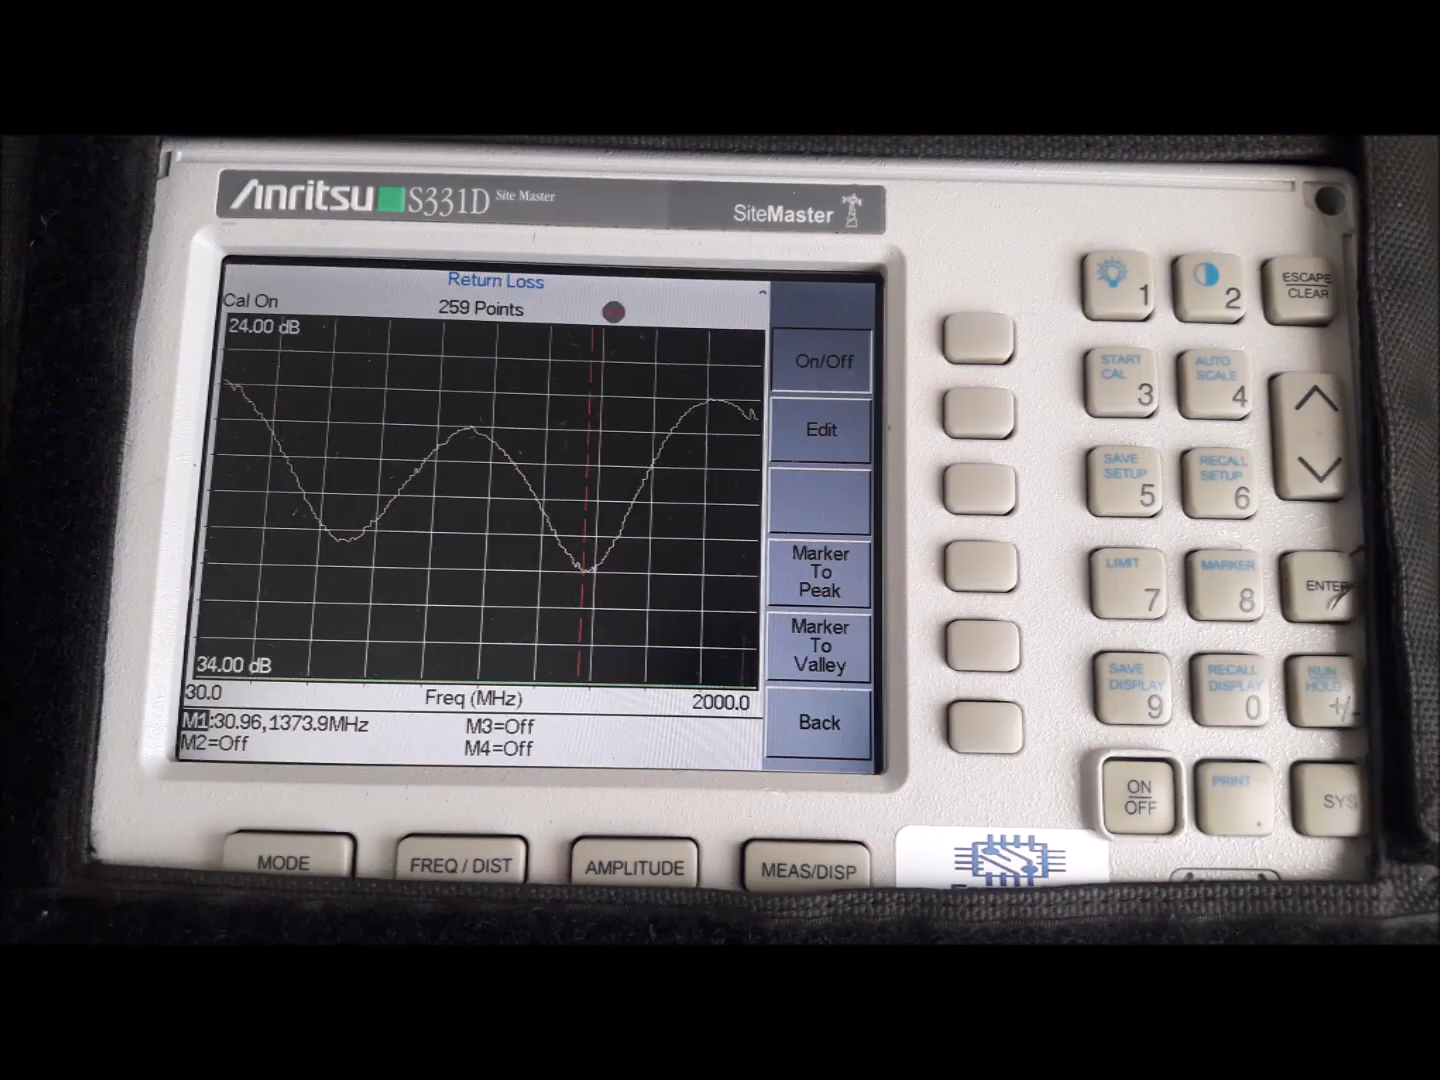 Anritsu S331D Site Master
SiteMaster
Return Loss
Cal On
259 Points
24.00 dB
34.00 dB
30.0
Freq (MHz)
2000.0
M1:30.96,1373.9MHz
M2=Off
M3=Off
M4=Off
On/Off
Edit
Marker
To
Peak
Marker
To
Valley
Back
1
2
ESCAPE
CLEAR
START
CAL
3
AUTO
SCALE
4
SAVE
SETUP
5
RECALL
SETUP
6
LIMIT
7
MARKER
8
ENTER
SAVE
DISPLAY
9
RECALL
DISPLAY
0
RUN
HOLD
+/-
ON
OFF
PRINT
.
SYS
MODE
FREQ / DIST
AMPLITUDE
MEAS/DISP